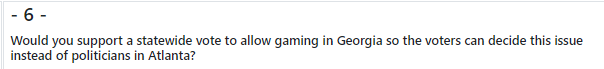 - 6 -
Would you support a statewide vote to allow gaming in Georgia so the voters can decide this issue
instead of politicians in Atlanta?